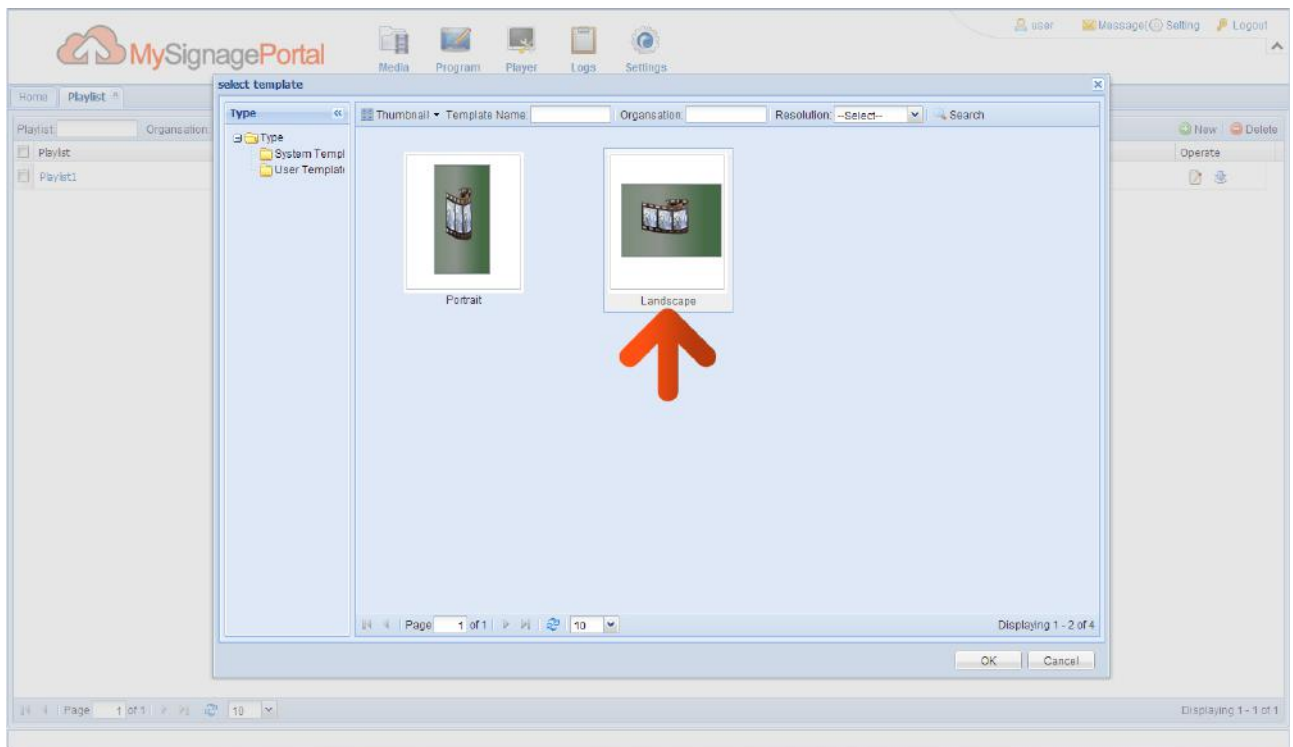 user Message( Setting Logout
MySignagePortal
Media Program Player Logs Settings
Home Playlist
select template
Type
Thumbnail Template Name: Organsation: Resolution: --Select-- Search
Playlist: Organsation:
New Delete
Type
System Templ
User Templat
Playlist
Operate
Playlist1
Portrait
Landscape
Page 1 of 1 10
Displaying 1 - 2 of 4
OK Cancel
Page 1 of 1 10
Displaying 1 - 1 of 1